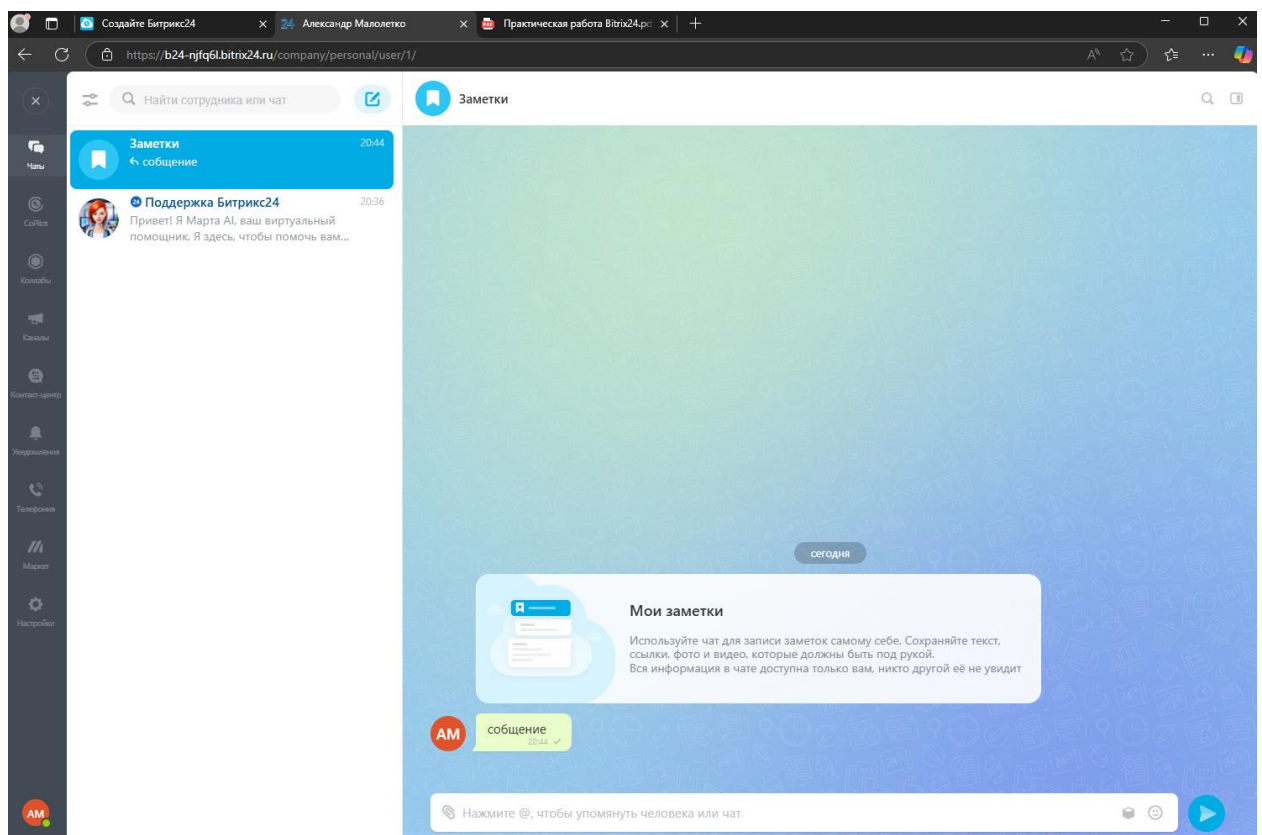 Создайте Битрикс24
24 Александр Малолетко
Практическая работа Bitrix24.pd
https://b24-njfq6l.bitrix24.ru/company/personal/user/1/
Найти сотрудника или чат
Заметки
Чаты
CoPilot
Коллабы
Каналы
Контакт-центр
Уведомления
Телефония
Маркет
Настройки
АМ
Заметки 20:44
собщение
Поддержка Битрикс24 20:36
Привет! Я Марта AI, ваш виртуальный
помощник. Я здесь, чтобы помочь вам...
сегодня
Мои заметки
Используйте чат для записи заметок самому себе. Сохраняйте текст,
ссылки, фото и видео, которые должны быть под рукой.
Вся информация в чате доступна только вам, никто другой её не увидит
АМ
собщение
20:44
Нажмите @, чтобы упомянуть человека или чат